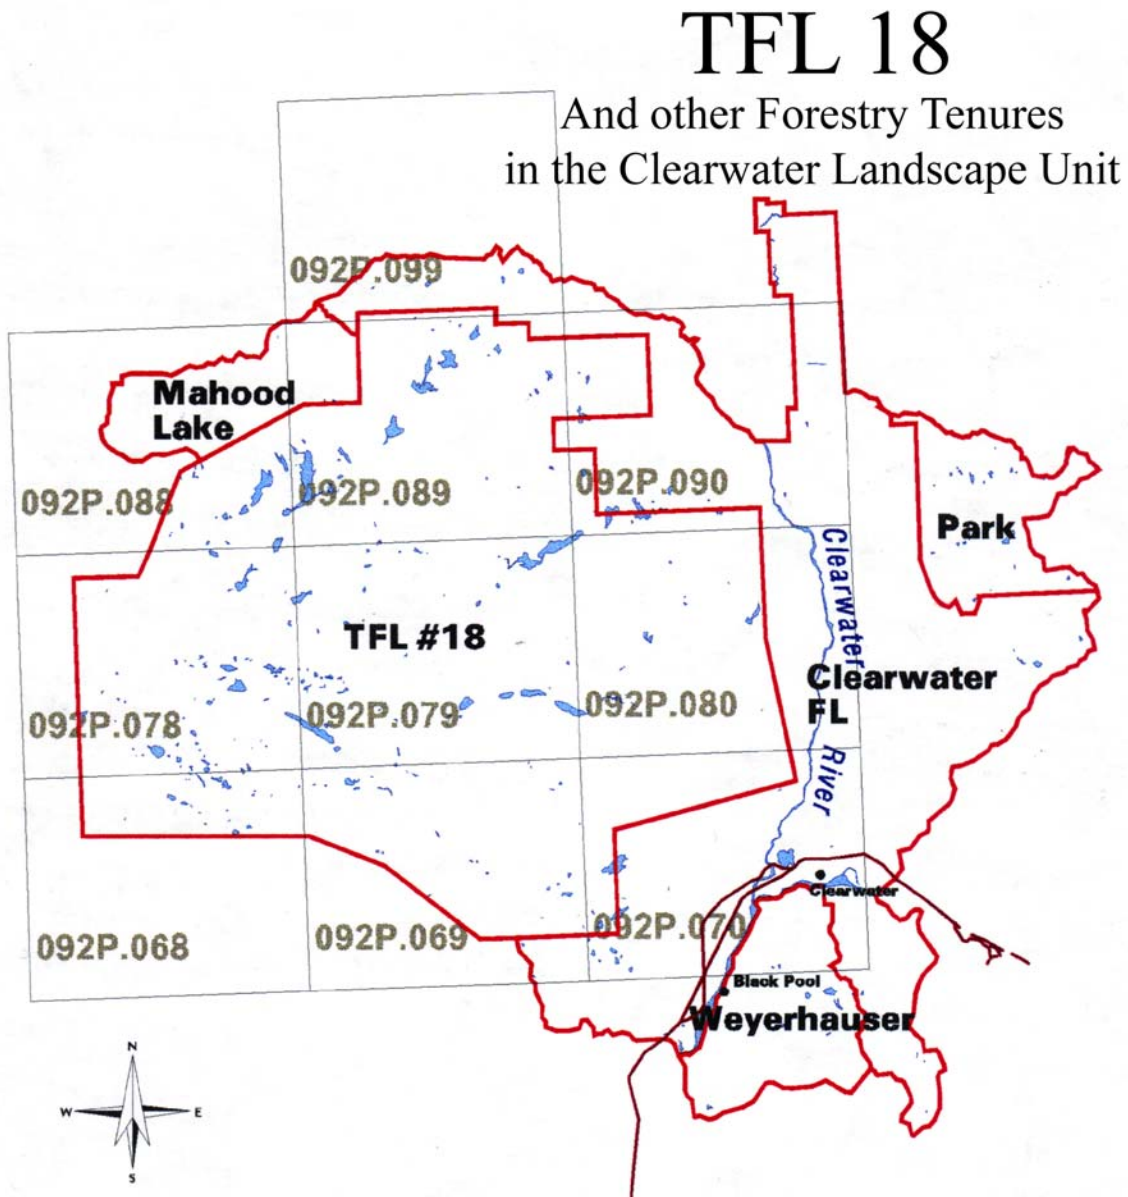 TFL 18
And other Forestry Tenures
in the Clearwater Landscape Unit
092P.099
Mahood
Lake
092P.088
092P.089
092P.090
Park
Clearwater
TFL #18
Clearwater
FL
092P.078
092P.079
092P.080
River
Clearwater
092P.068
092P.069
092P.070
Black Pool
Weyerhauser
N
W
E
S